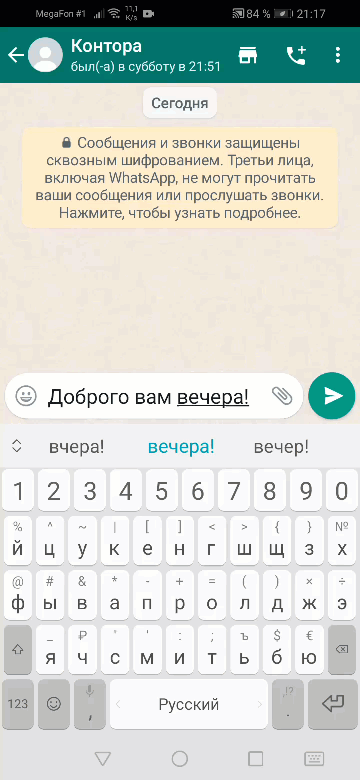 MegaFon #1 11,1 K/s 84 % 21:17
Контора
был(-а) в субботу в 21:51
Сегодня
Сообщения и звонки защищены
сквозным шифрованием. Третьи лица,
включая WhatsApp, не могут прочитать
ваши сообщения или прослушать звонки.
Нажмите, чтобы узнать подробнее.
Доброго вам вечера!
вчера! вечера! вечер!
1 2 3 4 5 6 7 8 9 0
% ^ ~ | [ ] < > { } №
й ц у к е н г ш щ з х
@ # & * - + = ( ) × ÷
ф ы в а п р о л д ж э
_ ₽ " ' : ; ъ $ €
я ч с м и т ь б ю
123 , Русский ,!? .